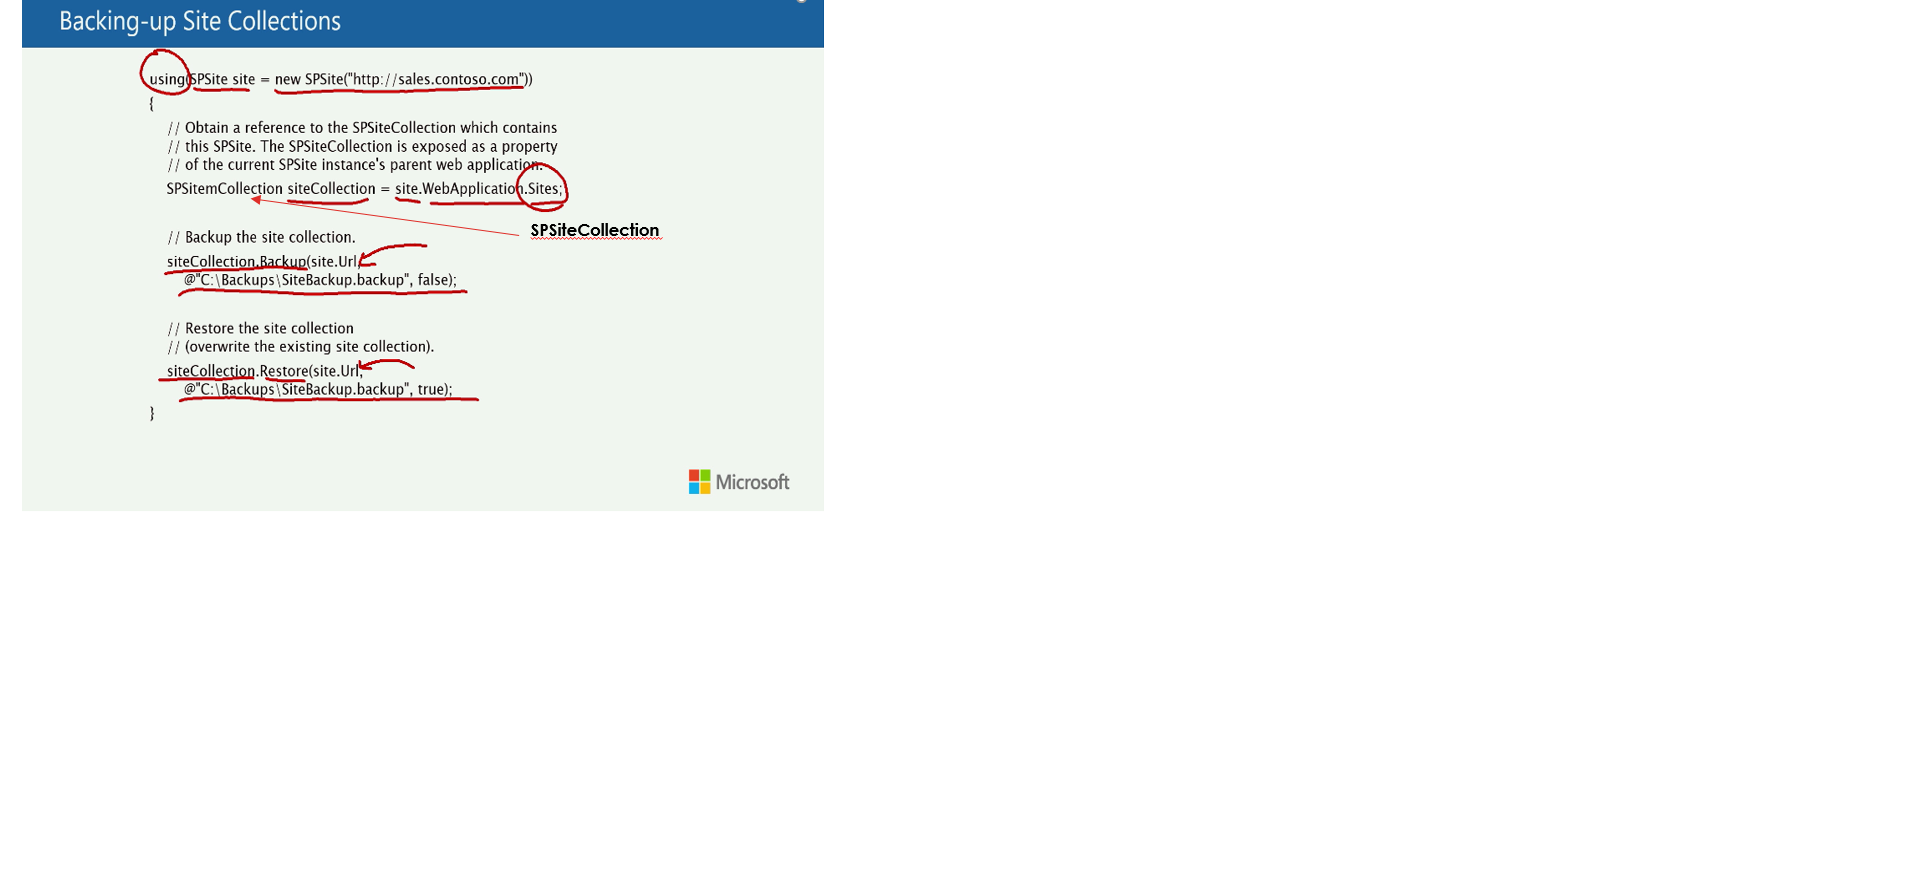 Backing-up Site Collections
using(SPSite site = new SPSite("http://sales.contoso.com"))
{
// Obtain a reference to the SPSiteCollection which contains
// this SPSite. The SPSiteCollection is exposed as a property
// of the current SPSite instance's parent web application.
SPSitemCollection siteCollection = site.WebApplication.Sites;
SPSiteCollection
// Backup the site collection.
siteCollection.Backup(site.Url,
@"C:\Backups\SiteBackup.backup", false);
// Restore the site collection
// (overwrite the existing site collection).
siteCollection.Restore(site.Url,
@"C:\Backups\SiteBackup.backup", true);
}
Microsoft